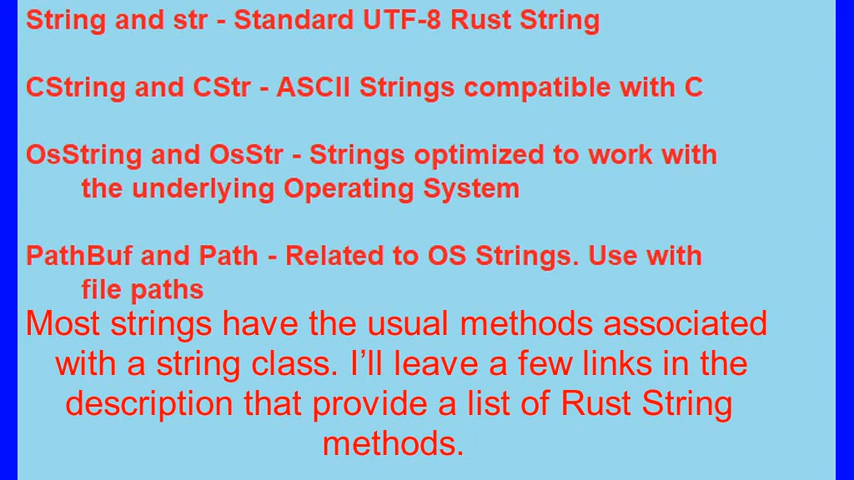 String and str - Standard UTF-8 Rust String
CString and CStr - ASCII Strings compatible with C
OsString and OsStr - Strings optimized to work with
the underlying Operating System
PathBuf and Path - Related to OS Strings. Use with
file paths
Most strings have the usual methods associated
with a string class. I’ll leave a few links in the
description that provide a list of Rust String
methods.